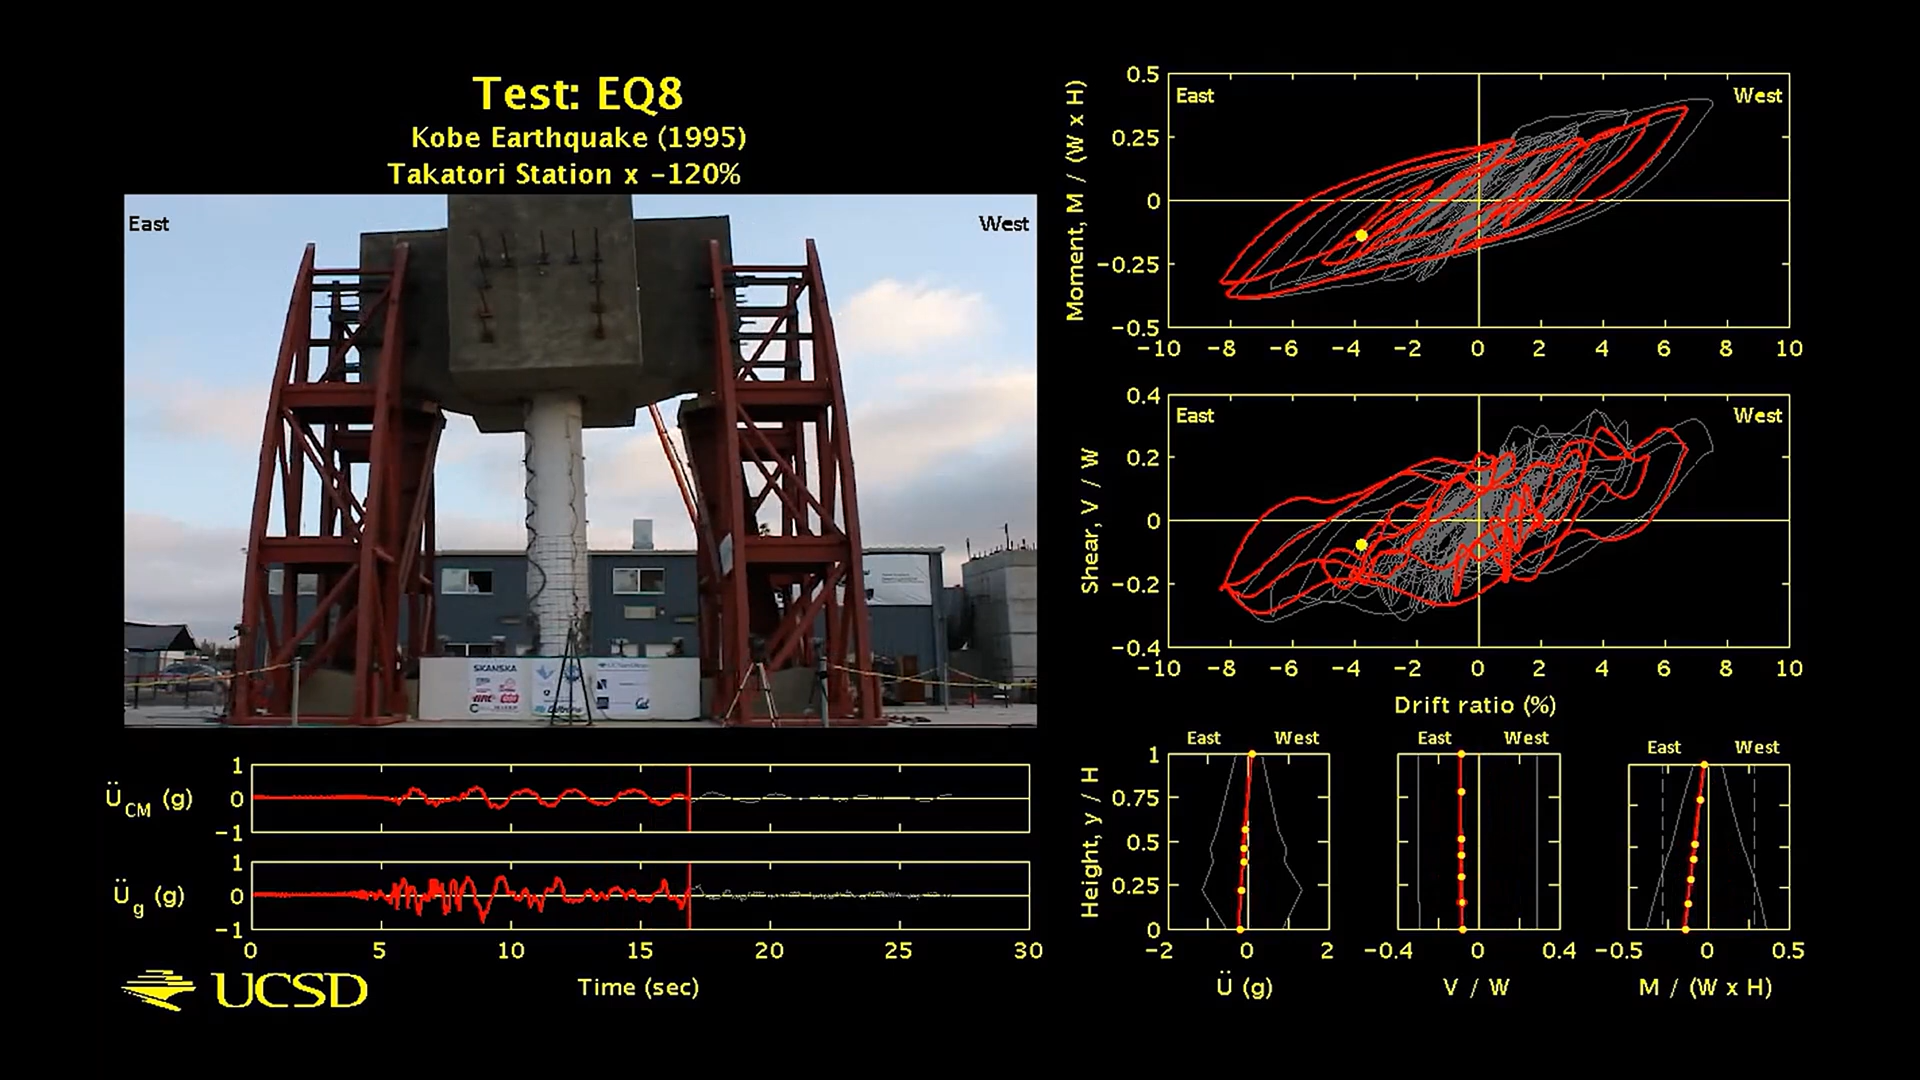 Test: EQ8
Kobe Earthquake (1995)
Takatori Station x -120%
East West
SKANSKA
1
0
-1
Ü CM (g)
1
0
-1
Ü g (g)
0 5 10 15 20 25 30
Time (sec)
UCSD
Moment, M / (W x H)
0.5
0.25
0
-0.25
-0.5
East West
-10 -8 -6 -4 -2 0 2 4 6 8 10
Shear, V / W
0.4
0.2
0
-0.2
-0.4
East West
-10 -8 -6 -4 -2 0 2 4 6 8 10
Drift ratio (%)
Height, y / H
1
0.75
0.5
0.25
0
East West
-2 0 2
Ü (g)
East West
-0.4 0 0.4
V / W
East West
-0.5 0 0.5
M / (W x H)